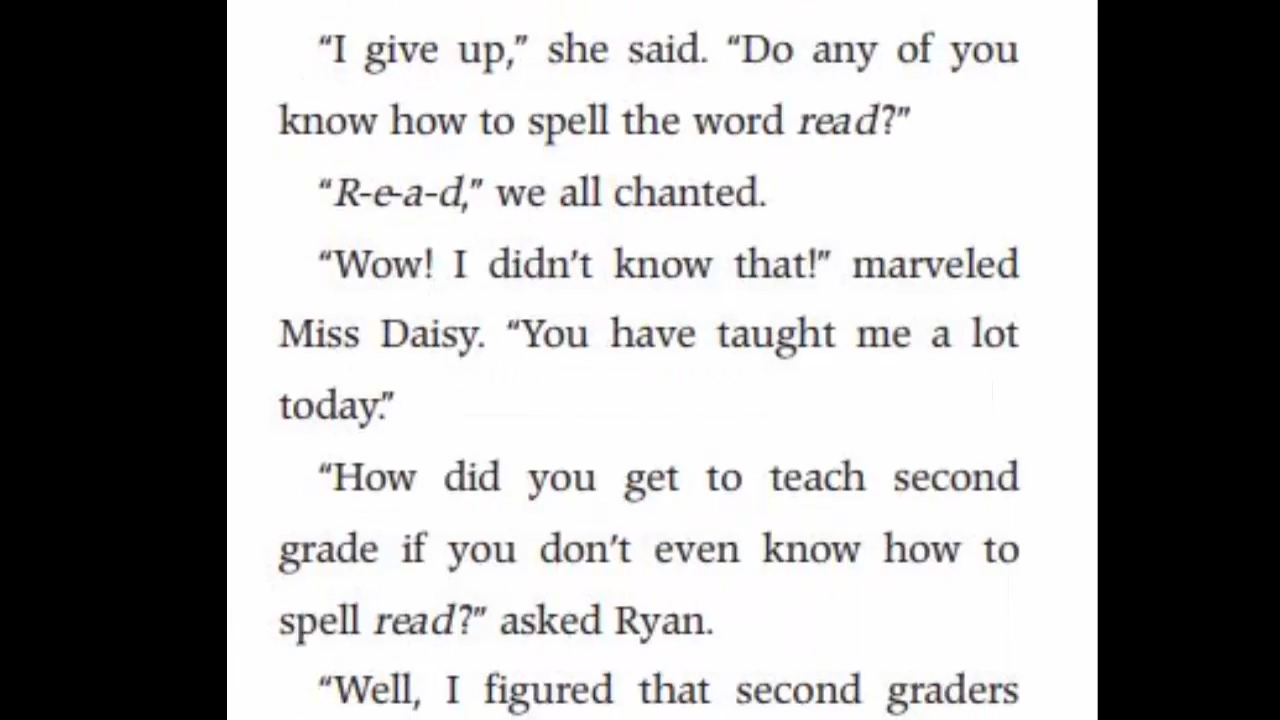 “I give up,” she said. “Do any of you
know how to spell the word read?”
“R-e-a-d,” we all chanted.
“Wow! I didn’t know that!” marveled
Miss Daisy. “You have taught me a lot
today.”
“How did you get to teach second
grade if you don’t even know how to
spell read?” asked Ryan.
“Well, I figured that second graders